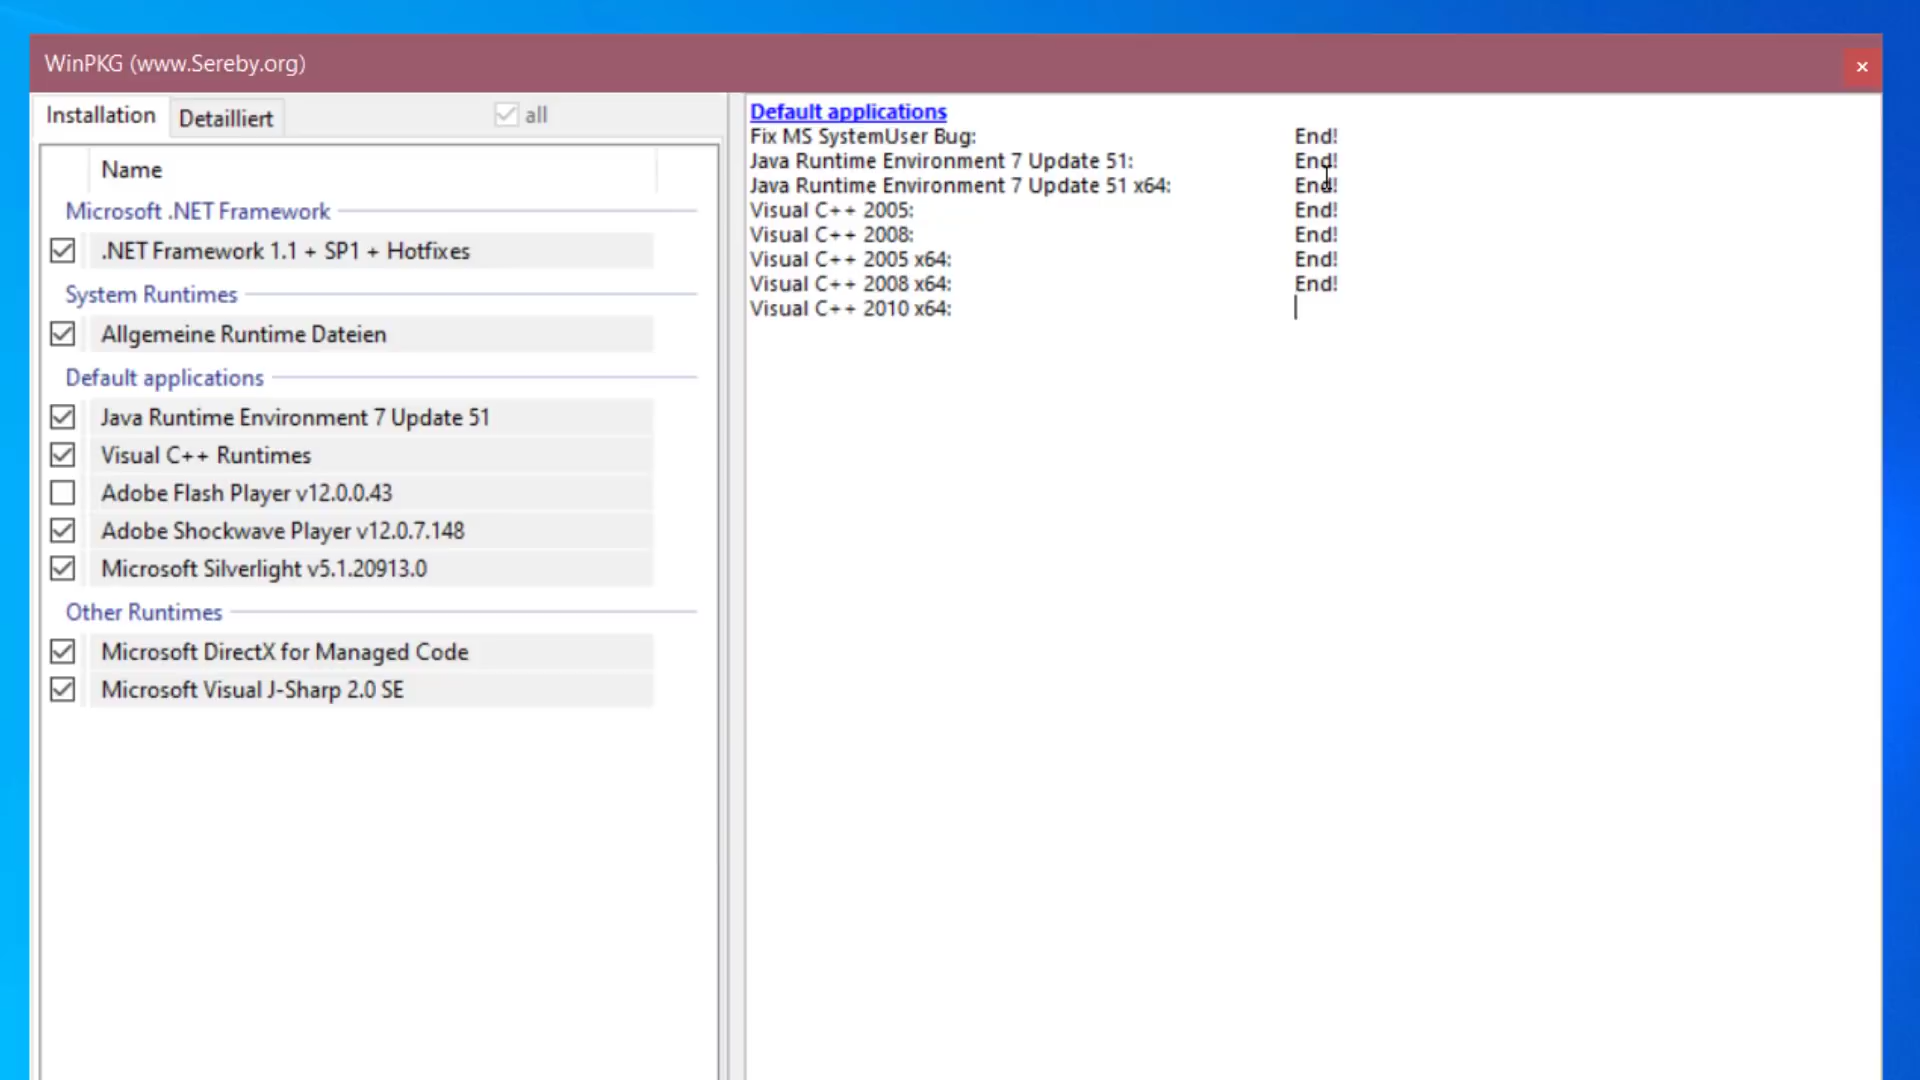 WinPKG (www.Sereby.org)
×
Installation
Detailliert
all
Name
Microsoft .NET Framework
.NET Framework 1.1 + SP1 + Hotfixes
System Runtimes
Allgemeine Runtime Dateien
Default applications
Java Runtime Environment 7 Update 51
Visual C++ Runtimes
Adobe Flash Player v12.0.0.43
Adobe Shockwave Player v12.0.7.148
Microsoft Silverlight v5.1.20913.0
Other Runtimes
Microsoft DirectX for Managed Code
Microsoft Visual J-Sharp 2.0 SE
Default applications
Fix MS SystemUser Bug: End!
Java Runtime Environment 7 Update 51: End!
Java Runtime Environment 7 Update 51 x64: End!
Visual C++ 2005: End!
Visual C++ 2008: End!
Visual C++ 2005 x64: End!
Visual C++ 2008 x64: End!
Visual C++ 2010 x64: